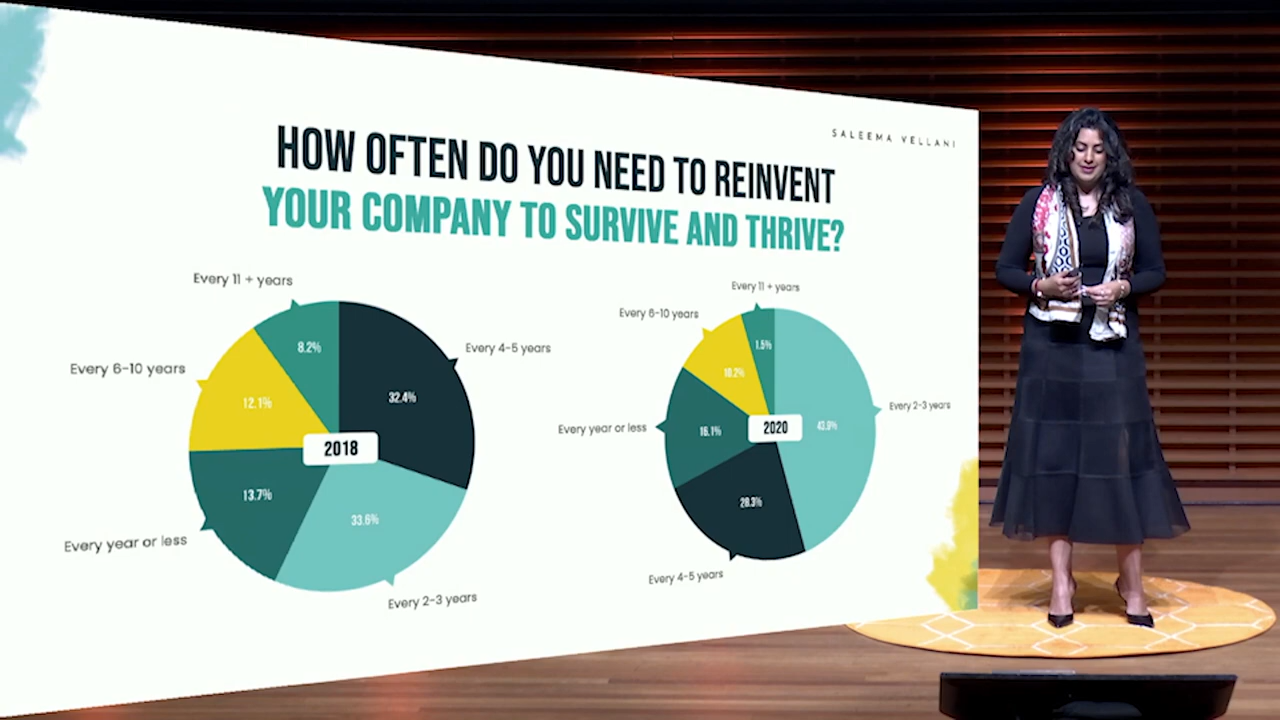 SALEEMA VELLANI
HOW OFTEN DO YOU NEED TO REINVENT
YOUR COMPANY TO SURVIVE AND THRIVE?
Every 11 + years
8.2%
Every 4-5 years
32.4%
Every 6-10 years
12.1%
2018
13.7%
Every year or less
33.6%
Every 2-3 years
Every 11 + years
1.5%
Every 6-10 years
10.2%
Every 2-3 years
43.9%
2020
Every year or less
16.1%
28.3%
Every 4-5 years